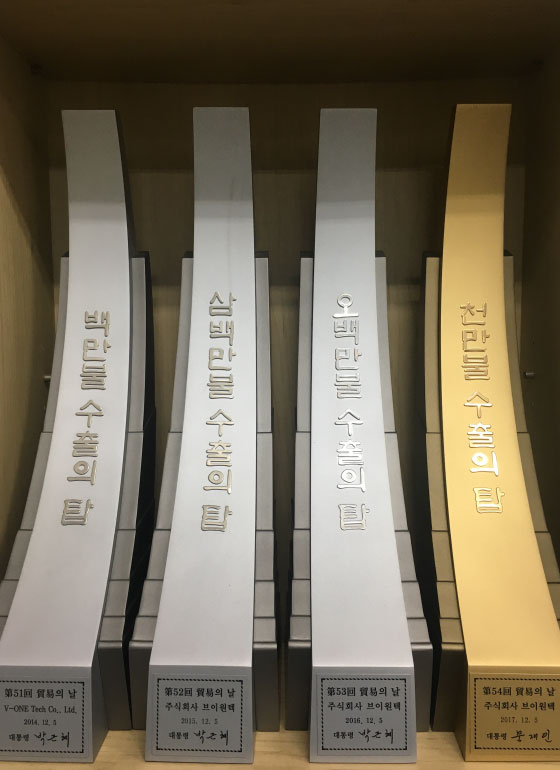 백만불 수출의 탑
第51回 貿易의 날
V-ONE Tech Co., Ltd.
2014. 12. 5
대통령 박근혜
삼백만불 수출의 탑
第52回 貿易의 날
주식회사 브이원텍
2015. 12. 5
대통령 박근혜
오백만불 수출의 탑
第53回 貿易의 날
주식회사 브이원텍
2016. 12. 5
대통령 박근혜
천만불 수출의 탑
第54回 貿易의 날
주식회사 브이원텍
2017. 12. 5
대통령 문재인